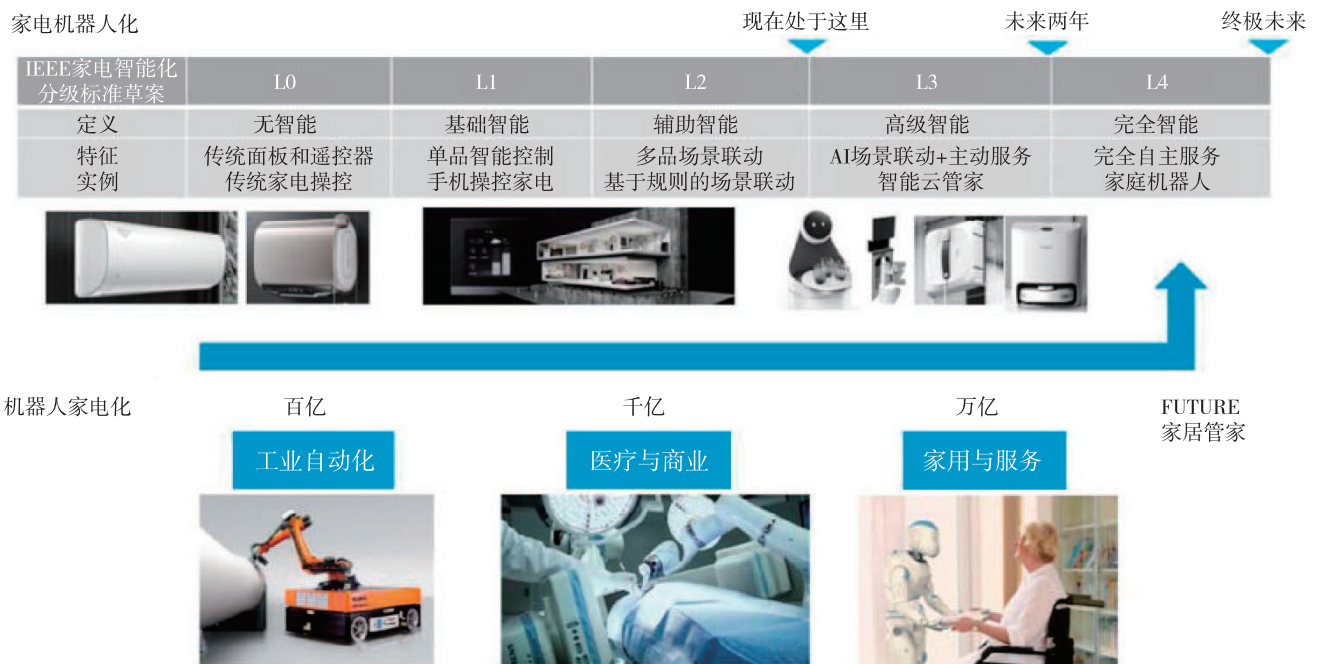 家电机器人化
现在处于这里
未来两年
终极未来
IEEE家电智能化
分级标准草案
L0
L1
L2
L3
L4
定义
无智能
基础智能
辅助智能
高级智能
完全智能
特征
实例
传统面板和遥控器
传统家电操控
单品智能控制
手机操控家电
多品场景联动
基于规则的场景联动
AI场景联动+主动服务
智能云管家
完全自主服务
家庭机器人
机器人家电化
百亿
千亿
万亿
FUTURE
家居管家
工业自动化
医疗与商业
家用与服务